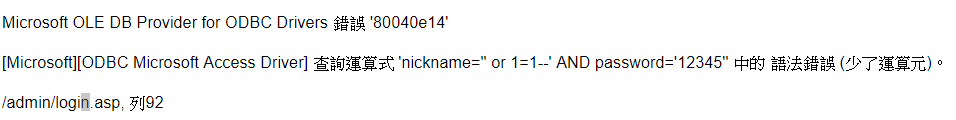 Microsoft OLE DB Provider for ODBC Drivers 錯誤 '80040e14'
[Microsoft][ODBC Microsoft Access Driver] 查詢運算式 'nickname='' or 1=1--' AND password='12345'' 中的 語法錯誤 (少了運算元)。
/admin/login.asp, 列92